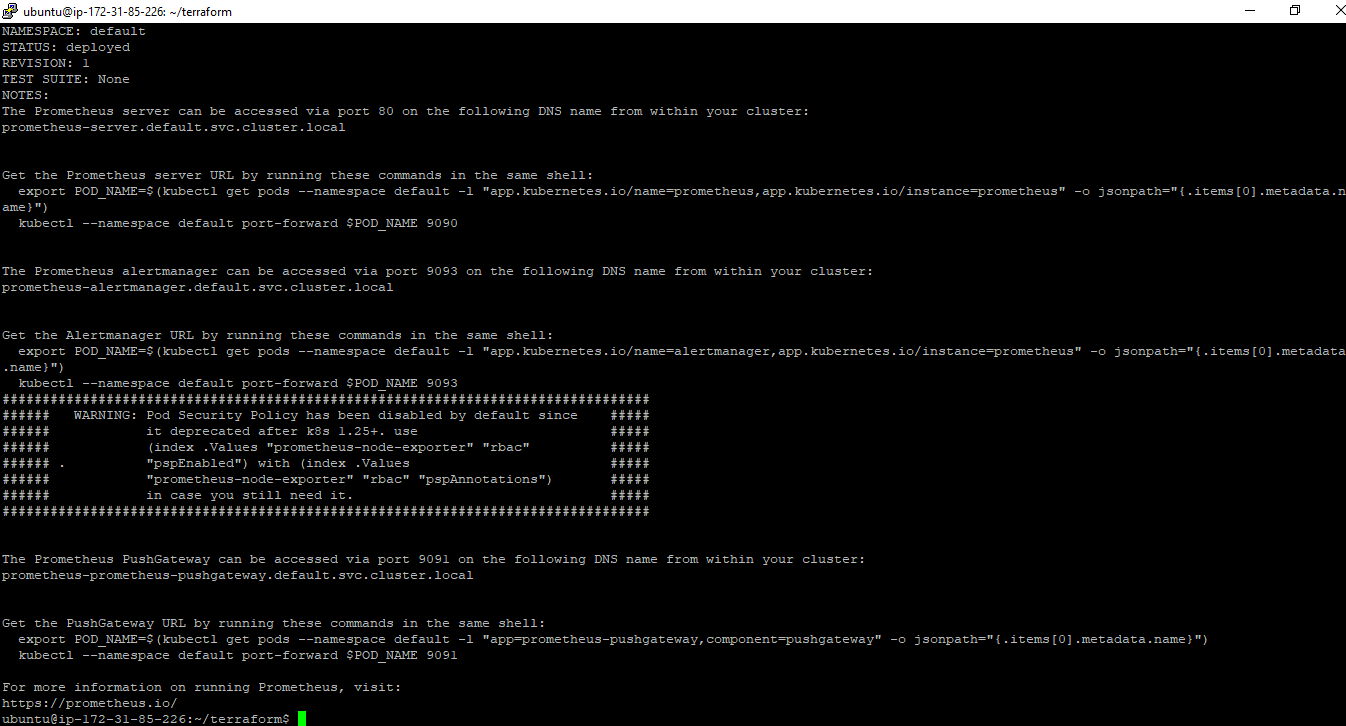 ubuntu@ip-172-31-85-226: ~/terraform
NAMESPACE: default
STATUS: deployed
REVISION: 1
TEST SUITE: None
NOTES:
The Prometheus server can be accessed via port 80 on the following DNS name from within your cluster:
prometheus-server.default.svc.cluster.local
Get the Prometheus server URL by running these commands in the same shell:
  export POD_NAME=$(kubectl get pods --namespace default -l "app.kubernetes.io/name=prometheus,app.kubernetes.io/instance=prometheus" -o jsonpath="{.items[0].metadata.n
ame}")
  kubectl --namespace default port-forward $POD_NAME 9090
The Prometheus alertmanager can be accessed via port 9093 on the following DNS name from within your cluster:
prometheus-alertmanager.default.svc.cluster.local
Get the Alertmanager URL by running these commands in the same shell:
  export POD_NAME=$(kubectl get pods --namespace default -l "app.kubernetes.io/name=alertmanager,app.kubernetes.io/instance=prometheus" -o jsonpath="{.items[0].metadata
.name}")
  kubectl --namespace default port-forward $POD_NAME 9093
#################################################################################
######   WARNING: Pod Security Policy has been disabled by default since    #####
######            it deprecated after k8s 1.25+. use                        #####
######            (index .Values "prometheus-node-exporter" "rbac"          #####
###### .          "pspEnabled") with (index .Values                         #####
######            "prometheus-node-exporter" "rbac" "pspAnnotations")       #####
######            in case you still need it.                                #####
#################################################################################
The Prometheus PushGateway can be accessed via port 9091 on the following DNS name from within your cluster:
prometheus-prometheus-pushgateway.default.svc.cluster.local
Get the PushGateway URL by running these commands in the same shell:
  export POD_NAME=$(kubectl get pods --namespace default -l "app=prometheus-pushgateway,component=pushgateway" -o jsonpath="{.items[0].metadata.name}")
  kubectl --namespace default port-forward $POD_NAME 9091
For more information on running Prometheus, visit:
https://prometheus.io/
ubuntu@ip-172-31-85-226:~/terraform$